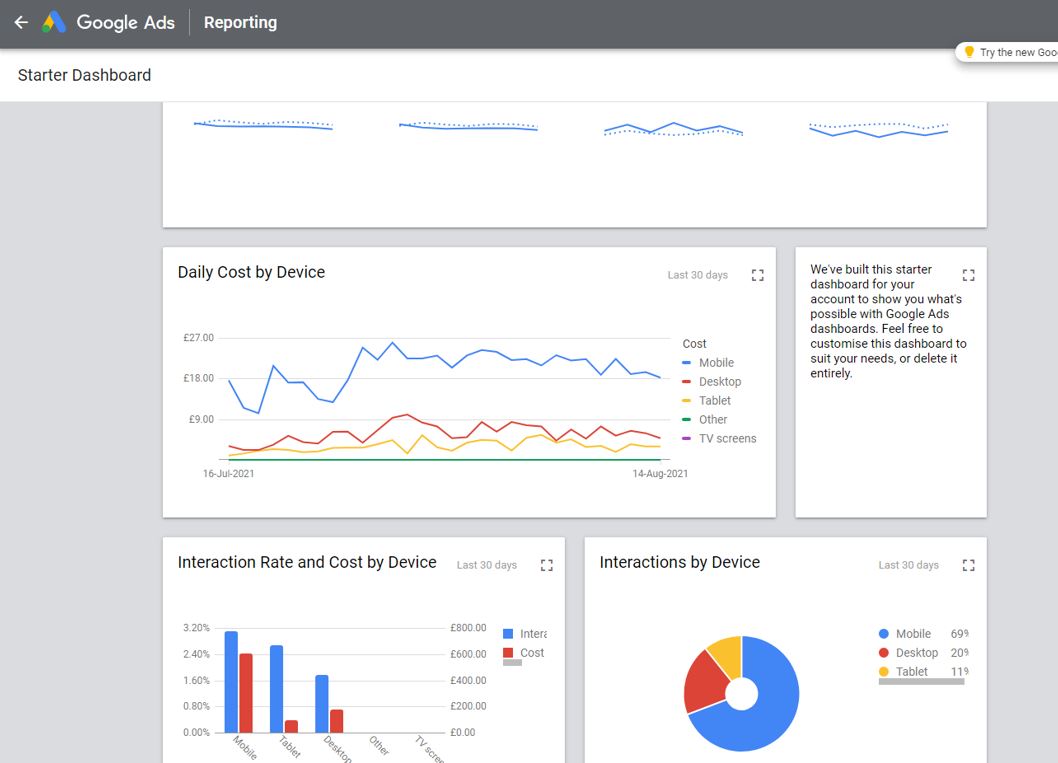 Google Ads Reporting
Try the new Goo
Starter Dashboard
Daily Cost by Device
Last 30 days
£27.00
£18.00
£9.00
16-Jul-2021
14-Aug-2021
Cost
Mobile
Desktop
Tablet
Other
TV screens
We've built this starter
dashboard for your
account to show you what's
possible with Google Ads
dashboards. Feel free to
customise this dashboard to
suit your needs, or delete it
entirely.
Interaction Rate and Cost by Device
Last 30 days
3.20%
2.40%
1.60%
0.80%
0.00%
£800.00
£600.00
£400.00
£200.00
£0.00
Mobile
Tablet
Desktop
Other
TV scree
Intera
Cost
Interactions by Device
Last 30 days
Mobile 69%
Desktop 20%
Tablet 11%